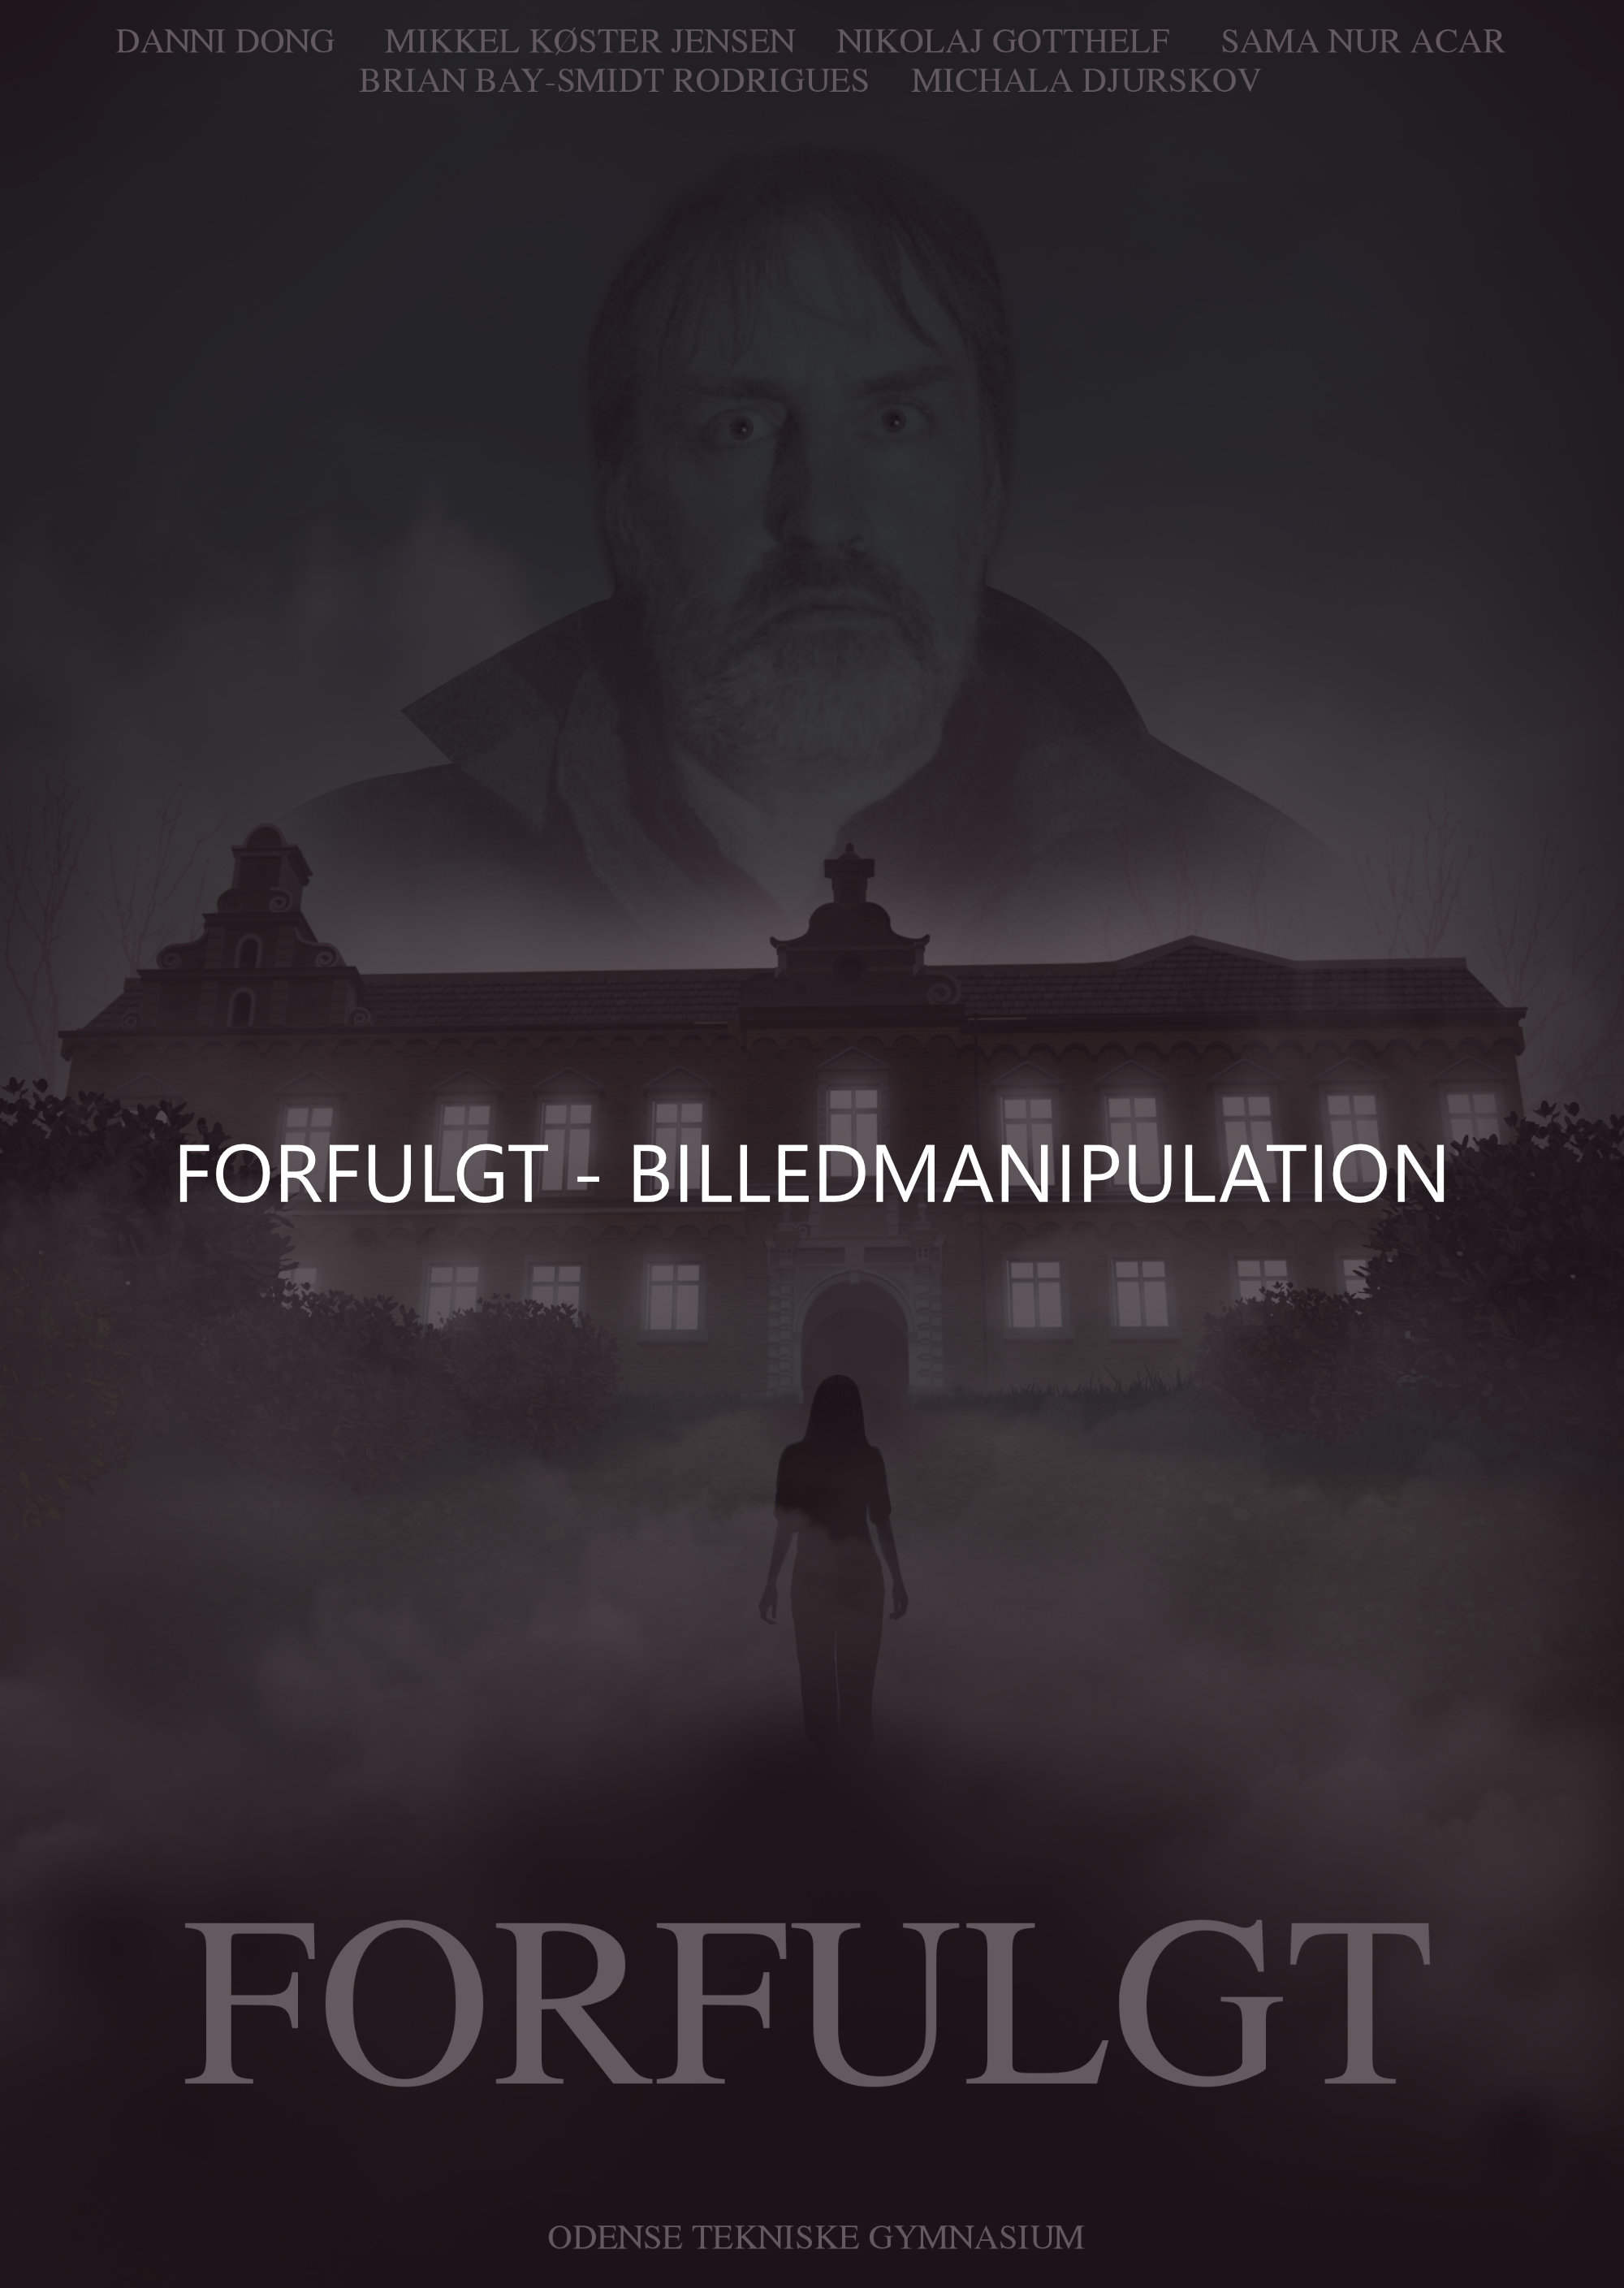 DANNI DONG MIKKEL KØSTER JENSEN NIKOLAJ GOTTHELF SAMA NUR ACAR
BRIAN BAY-SMIDT RODRIGUES MICHALA DJURSKOV
FORFULGT - BILLEDMANIPULATION
FORFULGT
ODENSE TEKNISKE GYMNASIUM